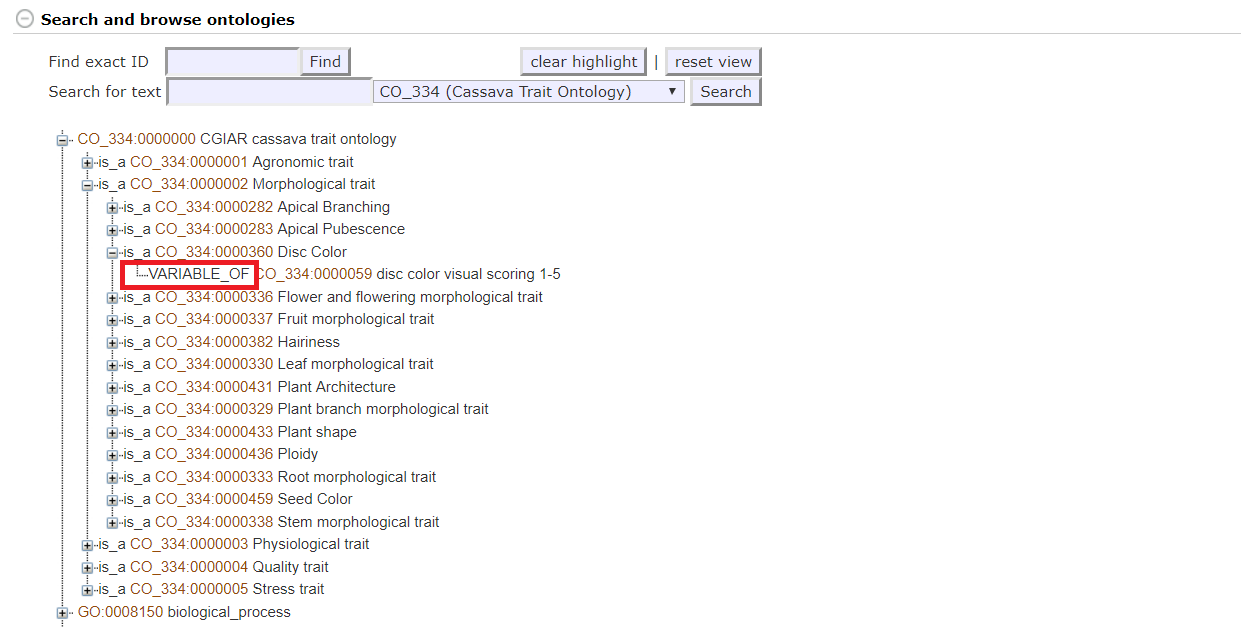 Search and browse ontologies
Find exact ID Find clear highlight | reset view
Search for text CO_334 (Cassava Trait Ontology) Search
CO_334:0000000 CGIAR cassava trait ontology
is_a CO_334:0000001 Agronomic trait
is_a CO_334:0000002 Morphological trait
is_a CO_334:0000282 Apical Branching
is_a CO_334:0000283 Apical Pubescence
is_a CO_334:0000360 Disc Color
VARIABLE_OF CO_334:0000059 disc color visual scoring 1-5
is_a CO_334:0000336 Flower and flowering morphological trait
is_a CO_334:0000337 Fruit morphological trait
is_a CO_334:0000382 Hairiness
is_a CO_334:0000330 Leaf morphological trait
is_a CO_334:0000431 Plant Architecture
is_a CO_334:0000329 Plant branch morphological trait
is_a CO_334:0000433 Plant shape
is_a CO_334:0000436 Ploidy
is_a CO_334:0000333 Root morphological trait
is_a CO_334:0000459 Seed Color
is_a CO_334:0000338 Stem morphological trait
is_a CO_334:0000003 Physiological trait
is_a CO_334:0000004 Quality trait
is_a CO_334:0000005 Stress trait
GO:0008150 biological_process